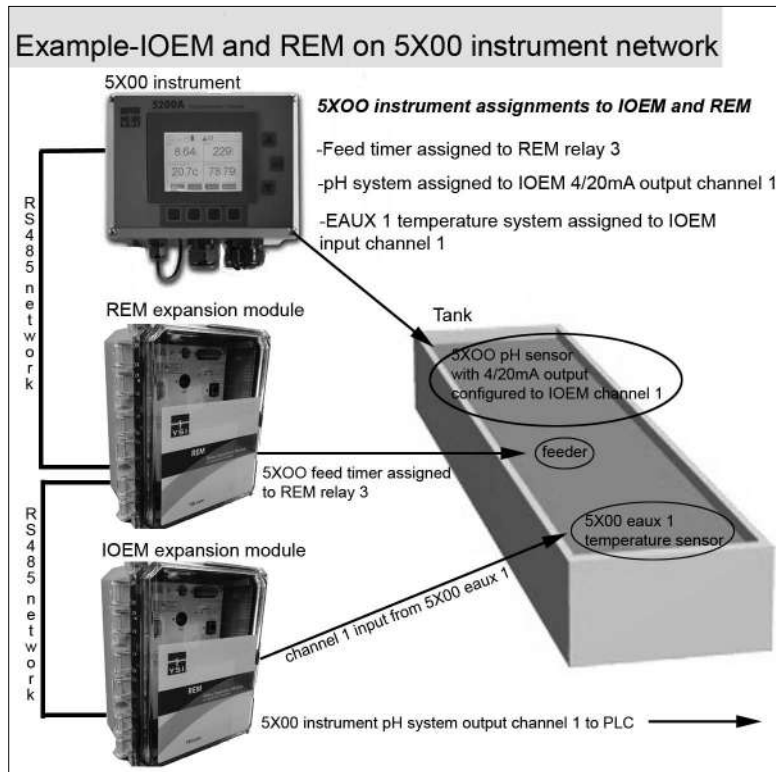 Example-IOEM and REM on 5X00 instrument network
5X00 instrument
5200A
YSI
8.64
229
20.7c
78.79
5XOO instrument assignments to IOEM and REM
-Feed timer assigned to REM relay 3
-pH system assigned to IOEM 4/20mA output channel 1
-EAUX 1 temperature system assigned to IOEM
input channel 1
RS485 network
REM expansion module
YSI
REM
5XOO feed timer assigned
to REM relay 3
Tank
5XOO pH sensor
with 4/20mA output
configured to IOEM channel 1
feeder
5X00 eaux 1
temperature sensor
RS485 network
IOEM expansion module
YSI
REM
channel 1 input from 5X00 eaux 1
5X00 instrument pH system output channel 1 to PLC